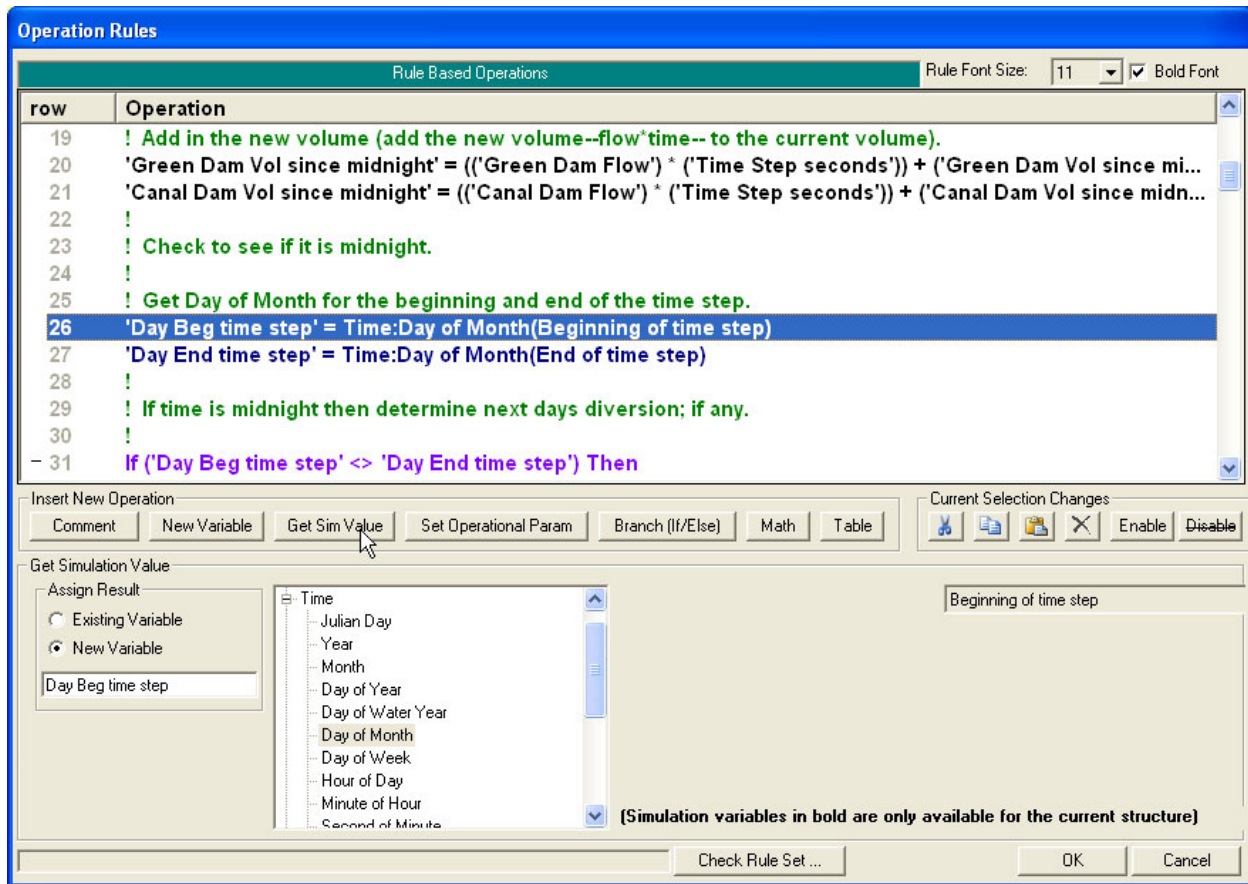 Operation Rules
Rule Based Operations
Rule Font Size: 11 Bold Font
row Operation
19 ! Add in the new volume (add the new volume--flow*time-- to the current volume).
20 'Green Dam Vol since midnight' = (('Green Dam Flow') * ('Time Step seconds')) + ('Green Dam Vol since mi...
21 'Canal Dam Vol since midnight' = (('Canal Dam Flow') * ('Time Step seconds')) + ('Canal Dam Vol since midn...
22 !
23 ! Check to see if it is midnight.
24 !
25 ! Get Day of Month for the beginning and end of the time step.
26 'Day Beg time step' = Time:Day of Month(Beginning of time step)
27 'Day End time step' = Time:Day of Month(End of time step)
28 !
29 ! If time is midnight then determine next days diversion; if any.
30 !
31 If ('Day Beg time step' <> 'Day End time step') Then
Insert New Operation
Comment New Variable Get Sim Value Set Operational Param Branch (If/Else) Math Table
Current Selection Changes
Enable Disable
Get Simulation Value
Assign Result
Existing Variable
New Variable
Day Beg time step
Time
Julian Day
Year
Month
Day of Year
Day of Water Year
Day of Month
Day of Week
Hour of Day
Minute of Hour
Second of Minute
Beginning of time step
(Simulation variables in bold are only available for the current structure)
Check Rule Set ... OK Cancel